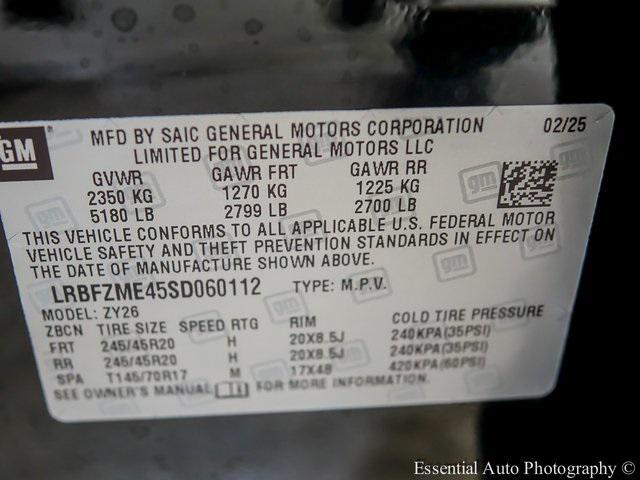 GM
MFD BY SAIC GENERAL MOTORS CORPORATION 02/25
LIMITED FOR GENERAL MOTORS LLC
GVWR GAWR FRT GAWR RR
2350 KG 1270 KG 1225 KG
5180 LB 2799 LB 2700 LB
THIS VEHICLE CONFORMS TO ALL APPLICABLE U.S. FEDERAL MOTOR
VEHICLE SAFETY AND THEFT PREVENTION STANDARDS IN EFFECT ON
THE DATE OF MANUFACTURE SHOWN ABOVE.
LRBFZME45SD060112 TYPE: M.P.V.
MODEL: ZY26
ZBCN TIRE SIZE SPEED RTG RIM COLD TIRE PRESSURE
FRT 245/45R20 H 20X8.5J 240KPA(35PSI)
RR 245/45R20 H 20X8.5J 240KPA(35PSI)
SPA T145/70R17 M 17X4B 420KPA(60PSI)
SEE OWNER'S MANUAL FOR MORE INFORMATION.
Essential Auto Photography ©